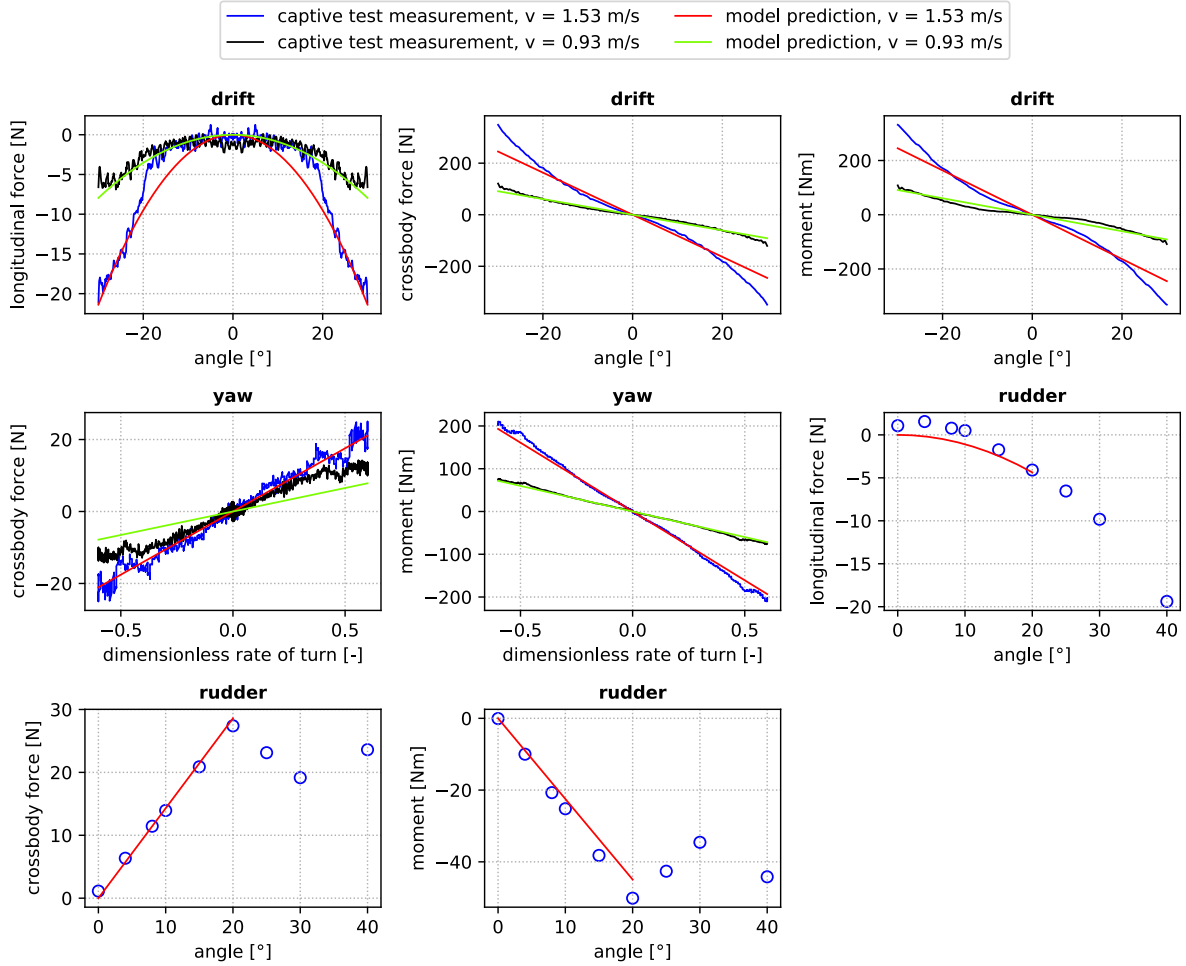 captive test measurement, v = 1.53 m/s
captive test measurement, v = 0.93 m/s
model prediction, v = 1.53 m/s
model prediction, v = 0.93 m/s
drift
longitudinal force [N]
0
−5
−10
−15
−20
−20 0 20
angle [°]
drift
crossbody force [N]
200
0
−200
−20 0 20
angle [°]
drift
moment [Nm]
200
0
−200
−20 0 20
angle [°]
yaw
crossbody force [N]
20
0
−20
−0.5 0.0 0.5
dimensionless rate of turn [-]
yaw
moment [Nm]
200
100
0
−100
−200
−0.5 0.0 0.5
dimensionless rate of turn [-]
rudder
longitudinal force [N]
0
−5
−10
−15
−20
0 10 20 30 40
angle [°]
rudder
crossbody force [N]
30
20
10
0
0 10 20 30 40
angle [°]
rudder
moment [Nm]
0
−20
−40
0 10 20 30 40
angle [°]